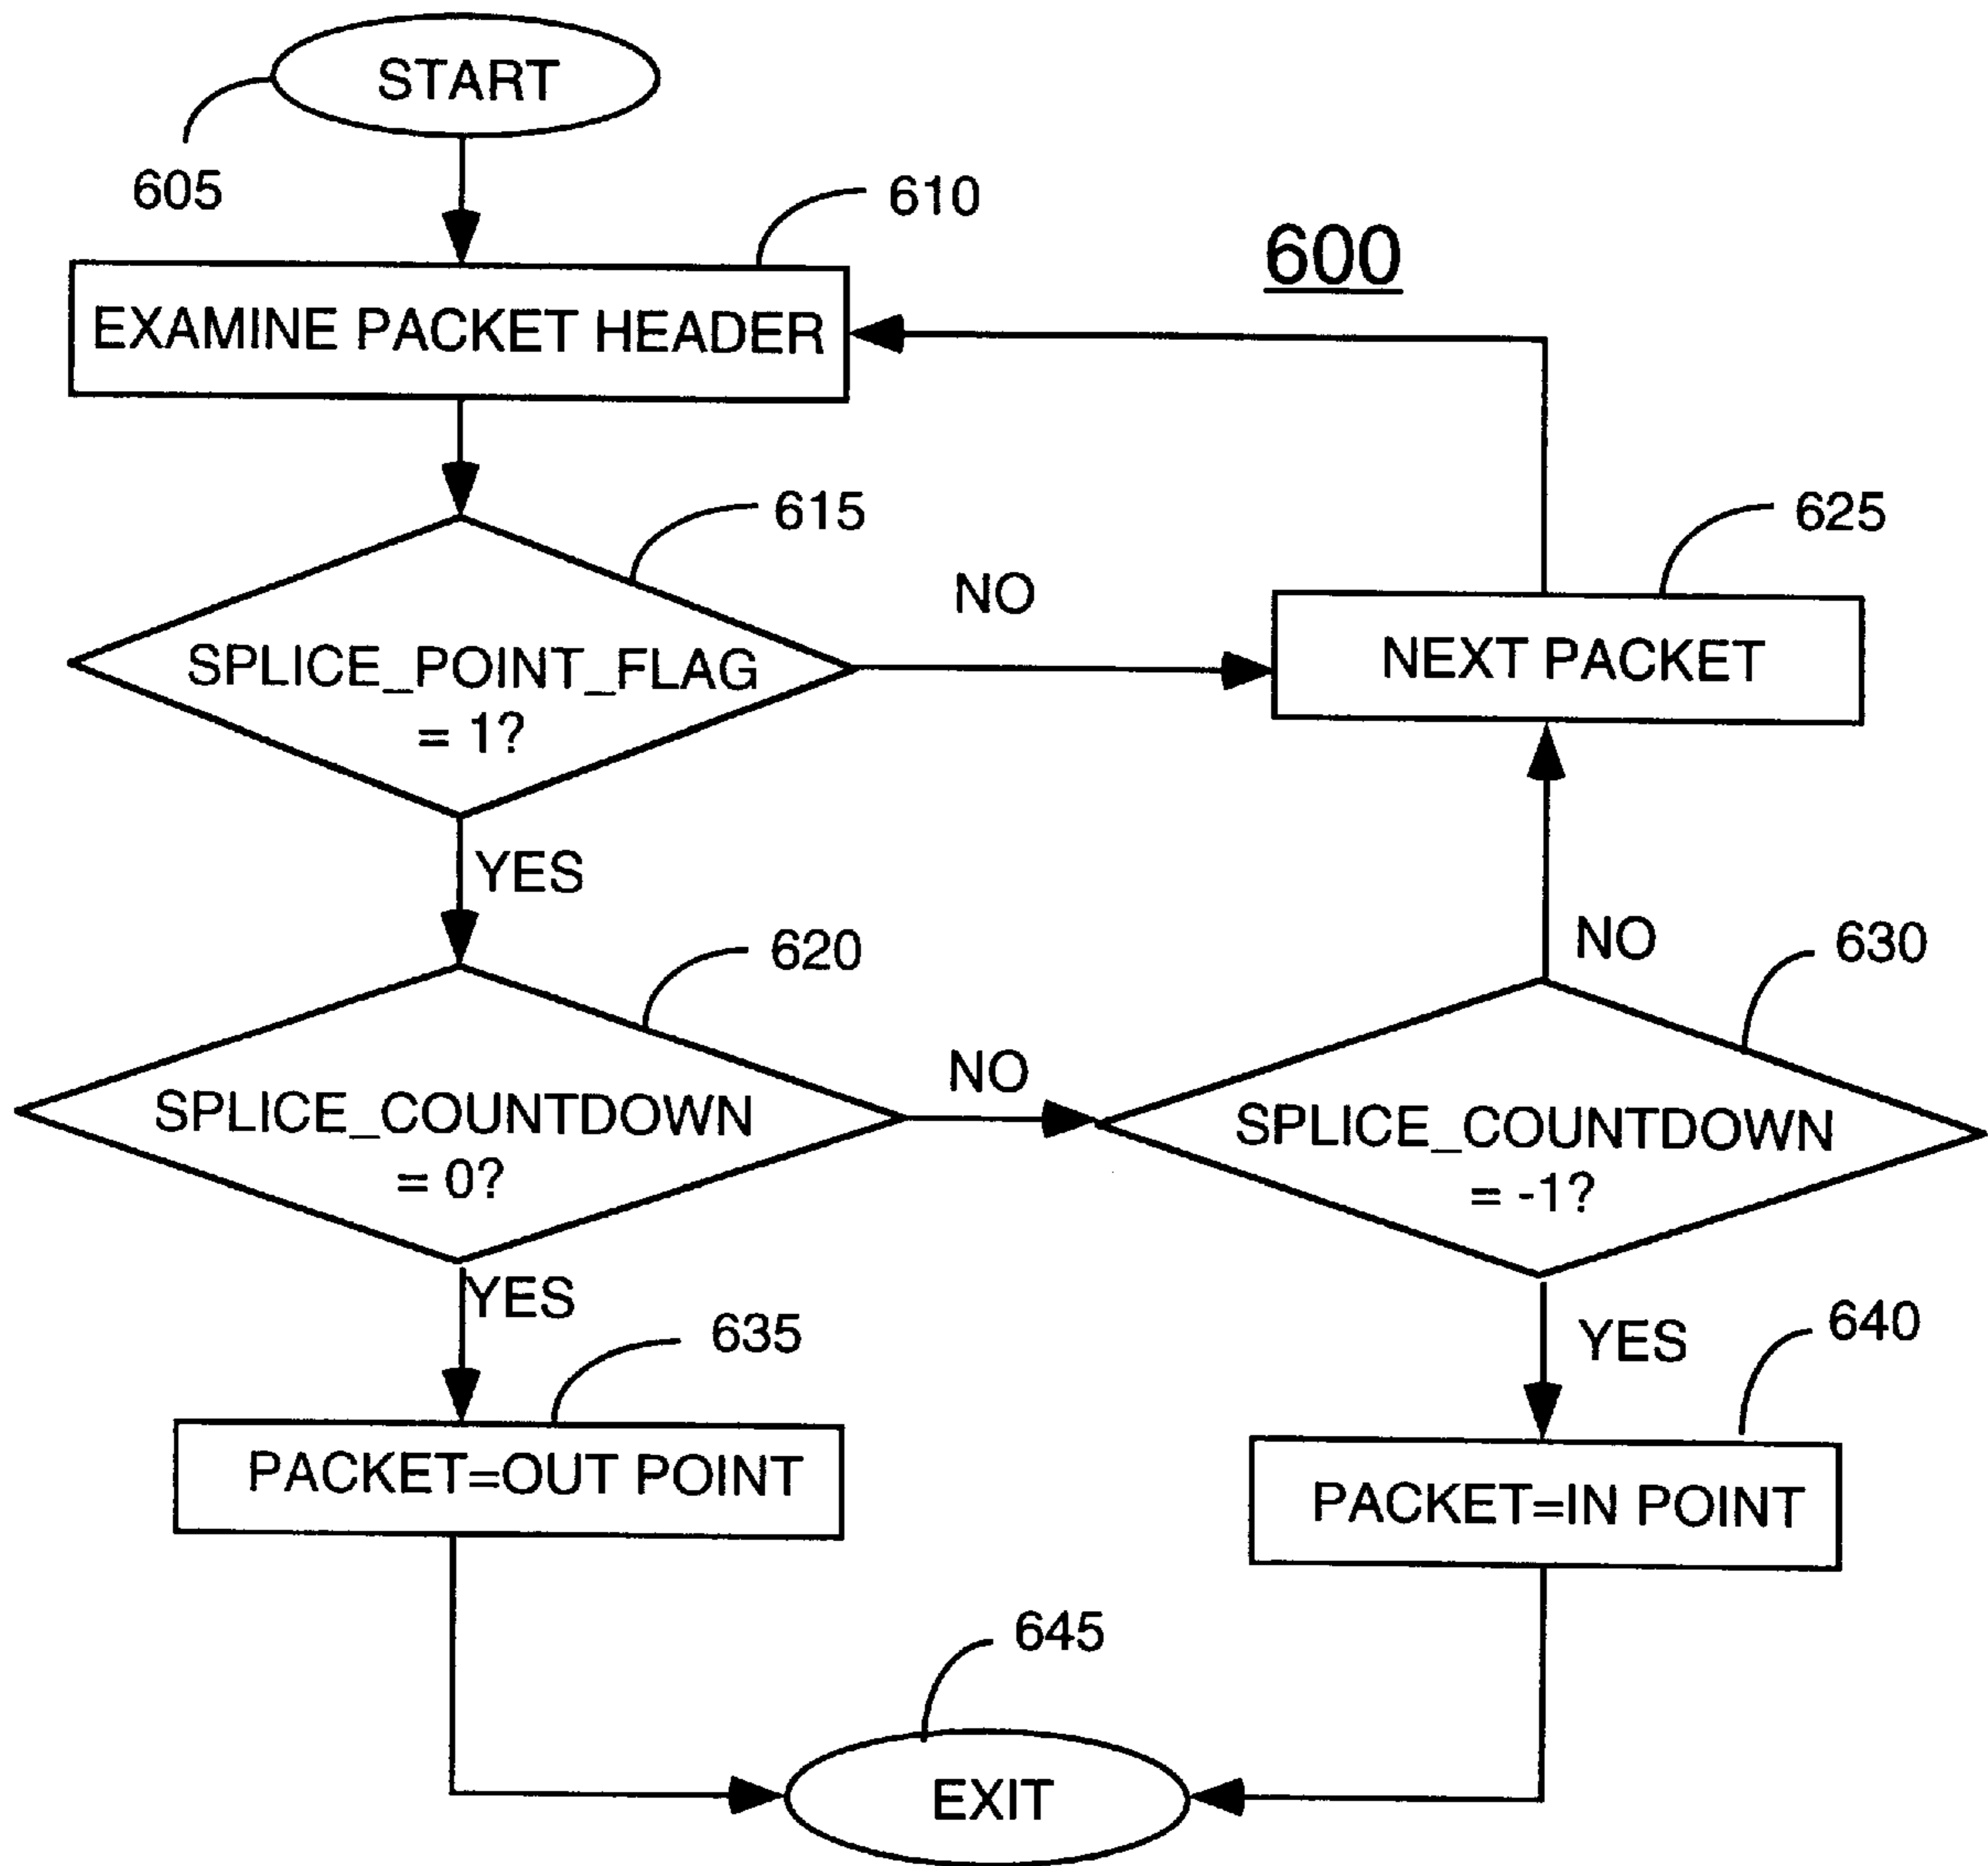 START
605
610
600
EXAMINE PACKET HEADER
615
625
NO
SPLICE_POINT_FLAG
= 1?
NEXT PACKET
YES
620
NO
630
SPLICE_COUNTDOWN
= 0?
NO
SPLICE_COUNTDOWN
= -1?
YES
635
YES
640
PACKET=OUT POINT
PACKET=IN POINT
645
EXIT